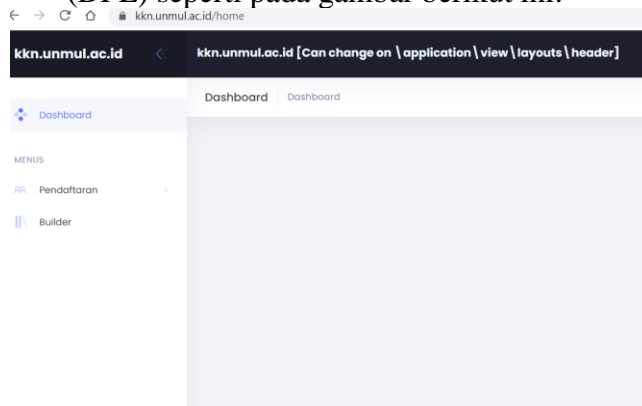 (DPL) seperti pada gambar berikut ini:
kkn.unmul.ac.id/home
kkn.unmul.ac.id
kkn.unmul.ac.id [Can change on \application\view\layouts\header]
Dashboard Dashboard
Dashboard
MENUS
Pendaftaran
Builder